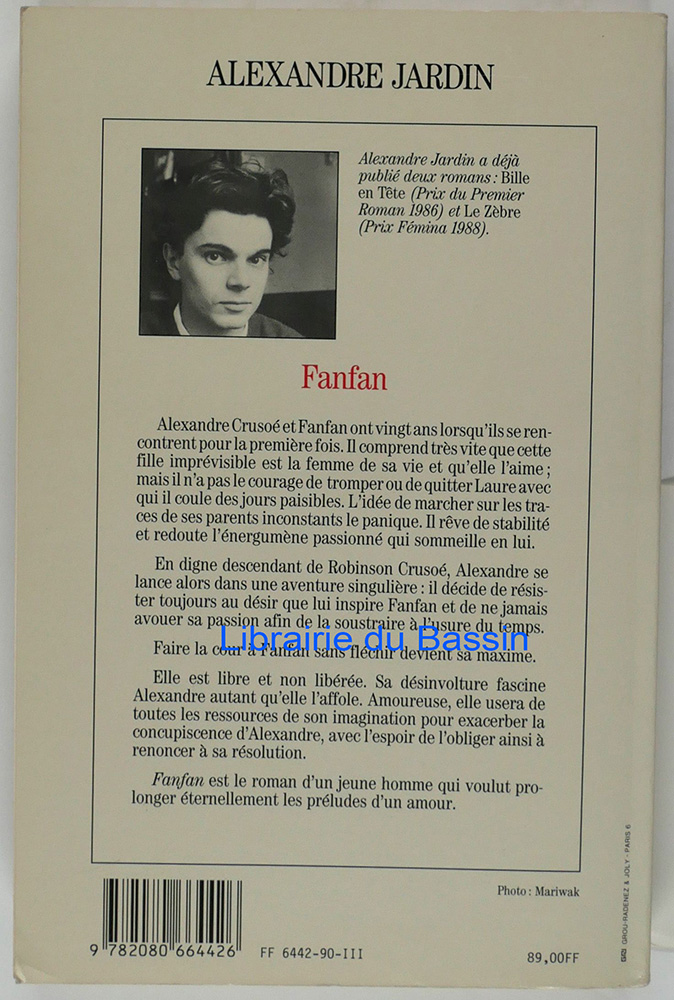 ALEXANDRE JARDIN
Alexandre Jardin a déjà
publié deux romans : Bille
en Tête (Prix du Premier
Roman 1986) et Le Zèbre
(Prix Fémina 1988).
Fanfan
Alexandre Crusoé et Fanfan ont vingt ans lorsqu'ils se ren-
contrent pour la première fois. Il comprend très vite que cette
fille imprévisible est la femme de sa vie et qu'elle l'aime ;
mais il n'a pas le courage de tromper ou de quitter Laure avec
qui il coule des jours paisibles. L'idée de marcher sur les tra-
ces de ses parents inconstants le panique. Il rêve de stabilité
et redoute l'énergumène passionné qui sommeille en lui.
En digne descendant de Robinson Crusoé, Alexandre se
lance alors dans une aventure singulière : il décide de résis-
ter toujours au désir que lui inspire Fanfan et de ne jamais
avouer sa passion afin de la soustraire à l'usure du temps.
Librairie du Bassin
Faire la cour à Fanfan sans fléchir devient sa maxime.
Elle est libre et non libérée. Sa désinvolture fascine
Alexandre autant qu'elle l'affole. Amoureuse, elle usera de
toutes les ressources de son imagination pour exacerber la
concupiscence d'Alexandre, avec l'espoir de l'obliger ainsi à
renoncer à sa résolution.
Fanfan est le roman d'un jeune homme qui voulut pro-
longer éternellement les préludes d'un amour.
Photo : Mariwak
9 782080 664426
FF 6442-90-III
89,00FF
GROU-RADENEZ & JOLY - PARIS 6